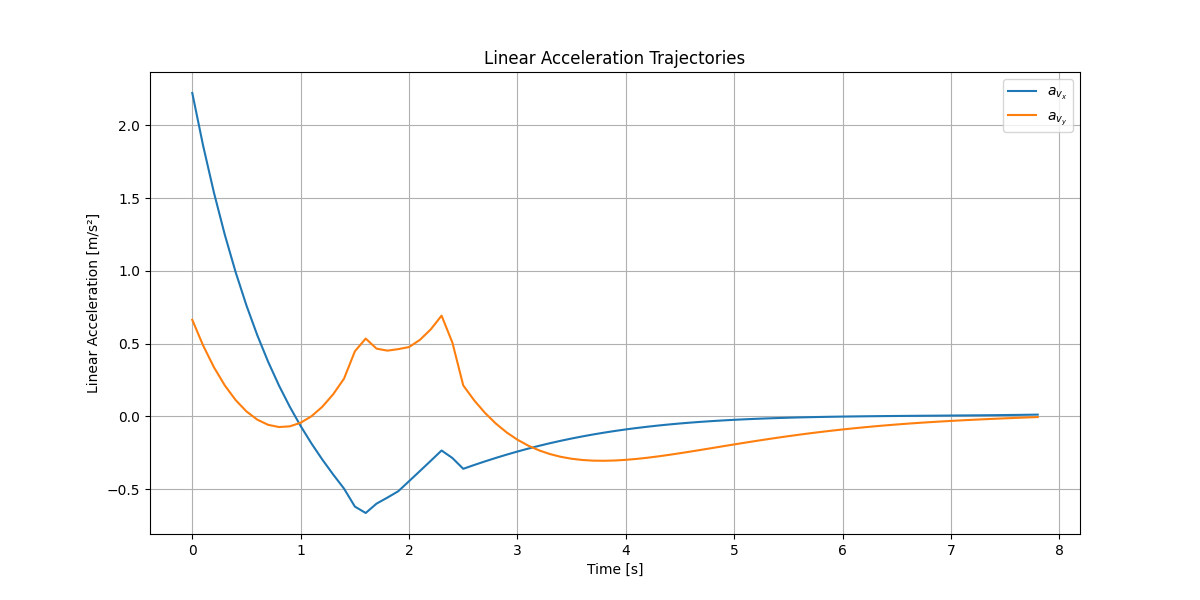 Linear Acceleration Trajectories
Linear Acceleration [m/s²]
2.0
1.5
1.0
0.5
0.0
−0.5
0 1 2 3 4 5 6 7 8
Time [s]
a_{v_x}
a_{v_y}